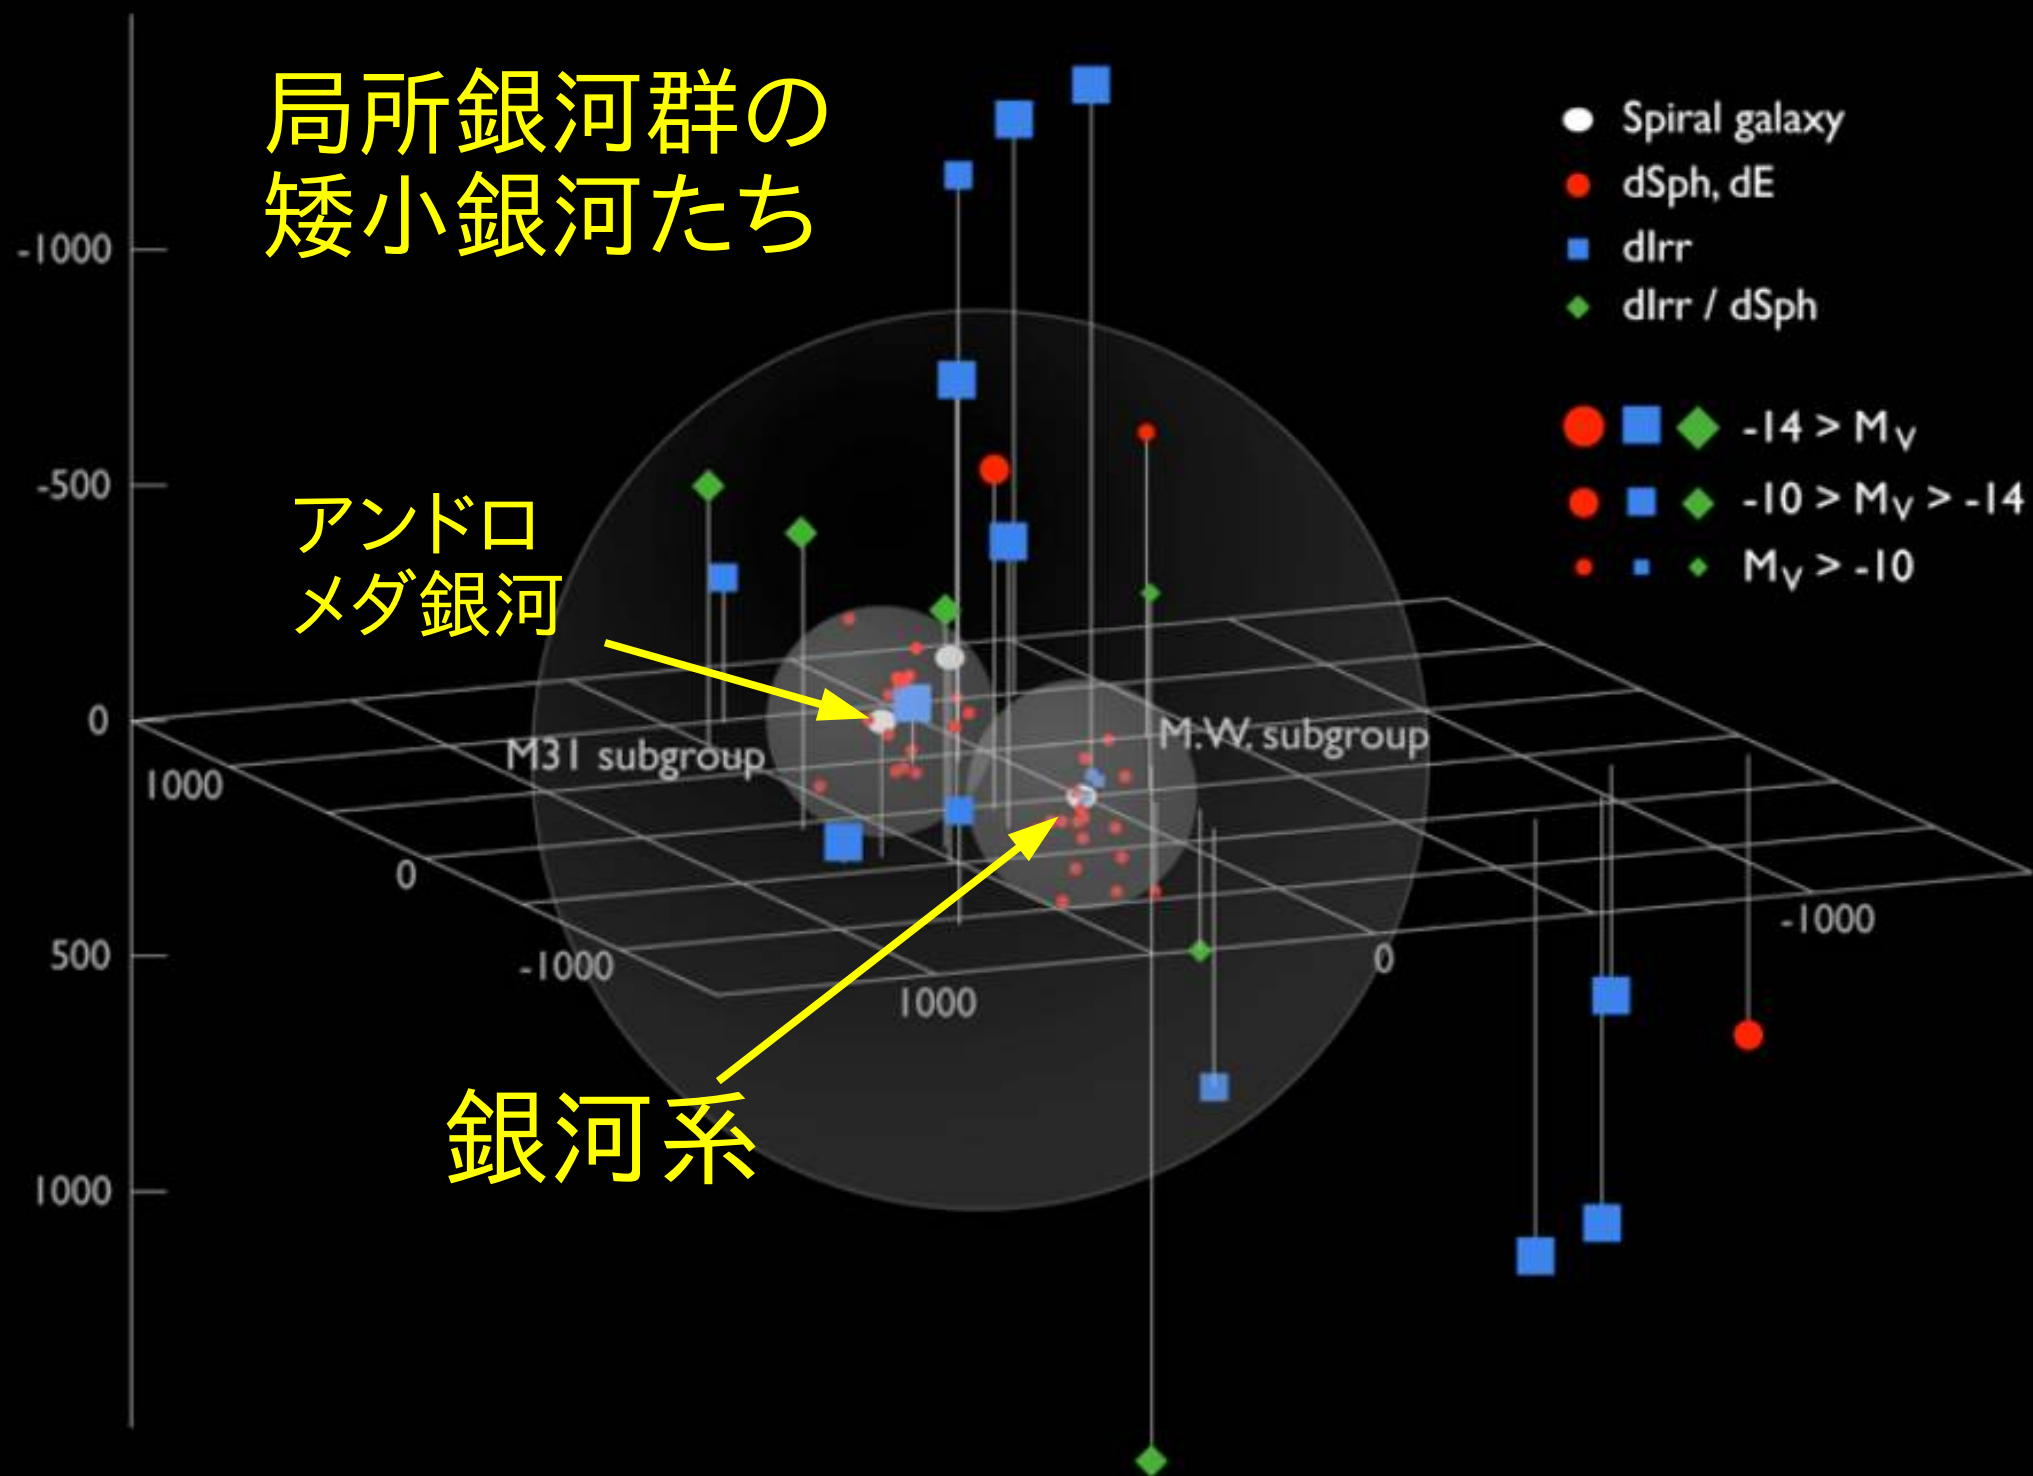 局所銀河群の
矮小銀河たち
Spiral galaxy
dSph, dE
dIrr
dIrr / dSph
-14 > MV
-10 > MV > -14
MV > -10
-1000
-500
0
500
1000
アンドロ
メダ銀河
M31 subgroup
M.W. subgroup
1000
0
-1000
1000
0
-1000
銀河系